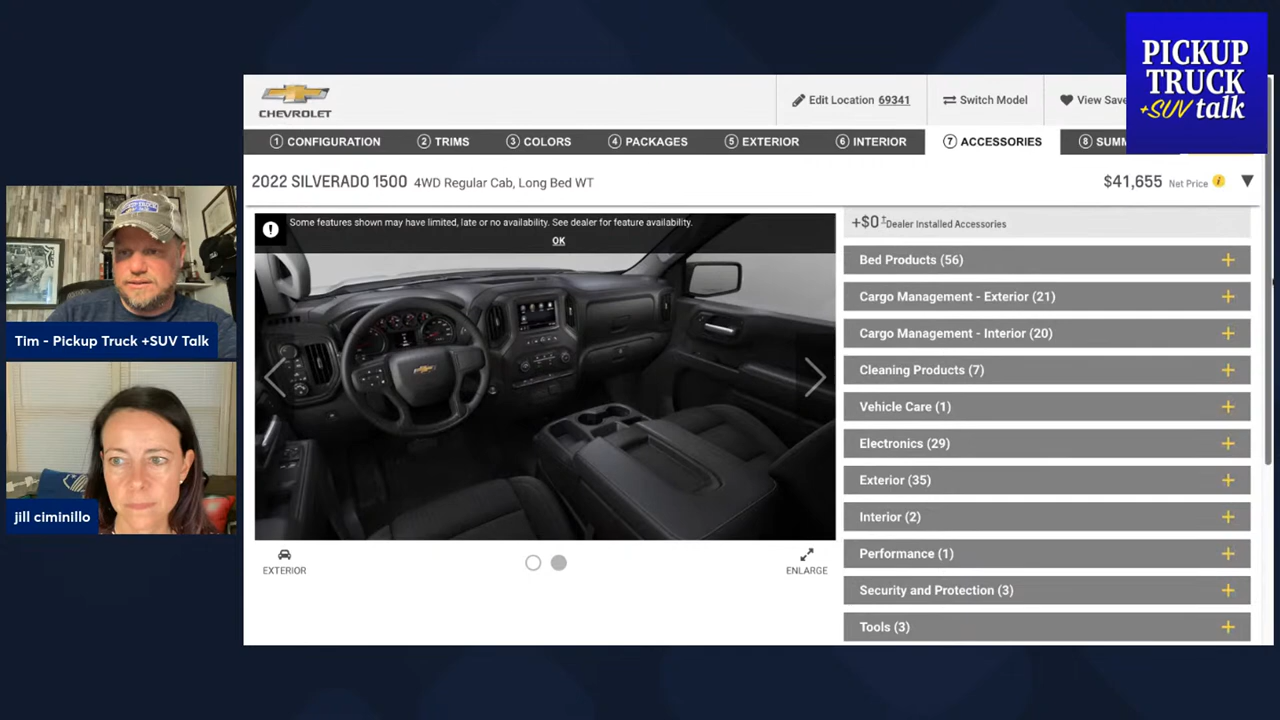 PICKUP
TRUCK
+SUV talk
CHEVROLET
Edit Location 69341
Switch Model
View Save
1 CONFIGURATION
2 TRIMS
3 COLORS
4 PACKAGES
5 EXTERIOR
6 INTERIOR
7 ACCESSORIES
8 SUMM
2022 SILVERADO 1500 4WD Regular Cab, Long Bed WT
$41,655 Net Price i
Some features shown may have limited, late or no availability. See dealer for feature availability.
OK
+$0 Dealer Installed Accessories
Bed Products (56)
Cargo Management - Exterior (21)
Cargo Management - Interior (20)
Cleaning Products (7)
Vehicle Care (1)
Electronics (29)
Exterior (35)
Interior (2)
Performance (1)
Security and Protection (3)
Tools (3)
EXTERIOR
ENLARGE
Tim - Pickup Truck +SUV Talk
jill ciminillo